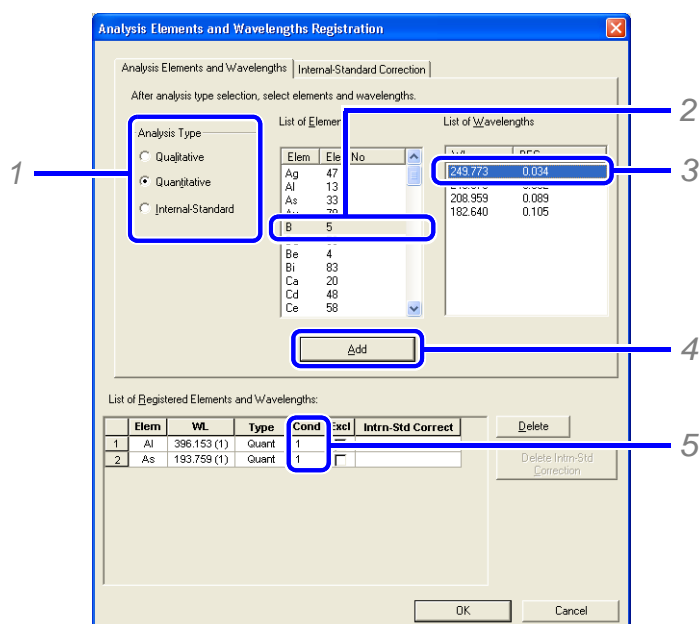 Analysis Elements and Wavelengths Registration
Analysis Elements and Wavelengths
Internal-Standard Correction
After analysis type selection, select elements and wavelengths.
1
Analysis Type
Qualitative
Quantitative
Internal-Standard
List of Elemen
2
List of Wavelengths
Elem Ele No
Ag 47
Al 13
As 33
B 5
Be 4
Bi 83
Ca 20
Cd 48
Ce 58
3
249.773 0.034
208.959 0.089
182.640 0.105
Add
4
List of Registered Elements and Wavelengths:
Elem WL Type Cond Excl Intrn-Std Correct
1 Al 396.153 (1) Quant 1
2 As 193.759 (1) Quant 1
5
Delete
Delete Intrn-Std
Correction
OK
Cancel